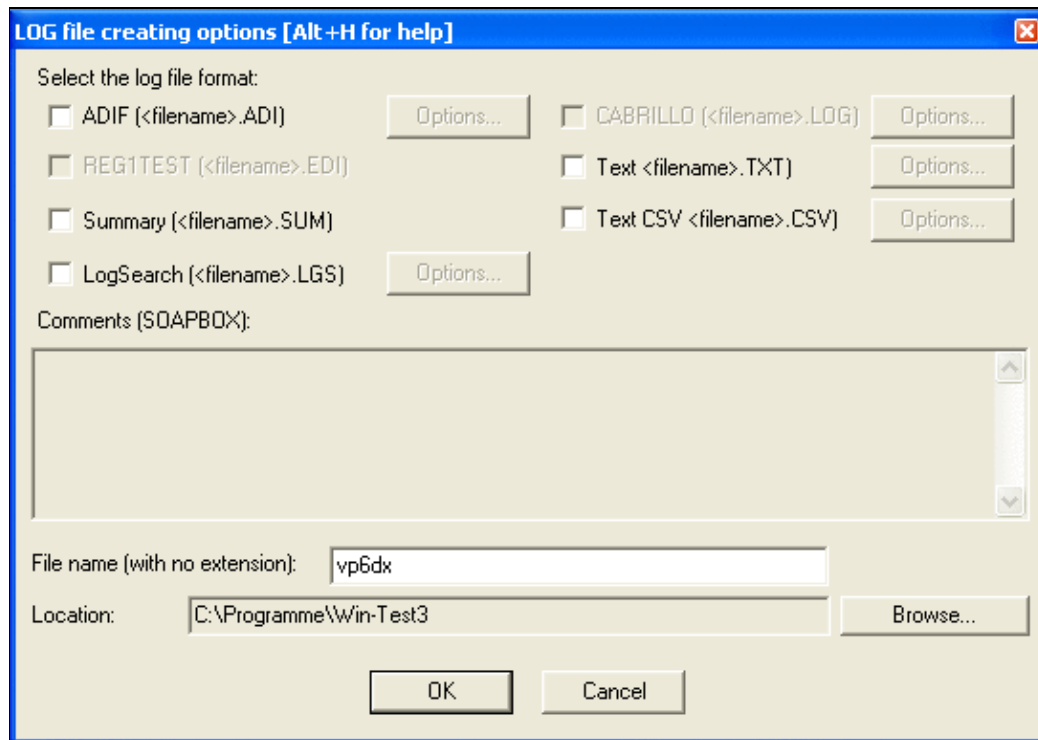 LOG file creating options [Alt+H for help]
Select the log file format:
ADIF (<filename>.ADI) Options... CABRILLO (<filename>.LOG) Options...
REG1TEST (<filename>.EDI) Text <filename>.TXT) Options...
Summary (<filename>.SUM) Text CSV <filename>.CSV) Options...
LogSearch (<filename>.LGS) Options...
Comments (SOAPBOX):
File name (with no extension): vp6dx
Location: C:\Programme\Win-Test3 Browse...
OK Cancel